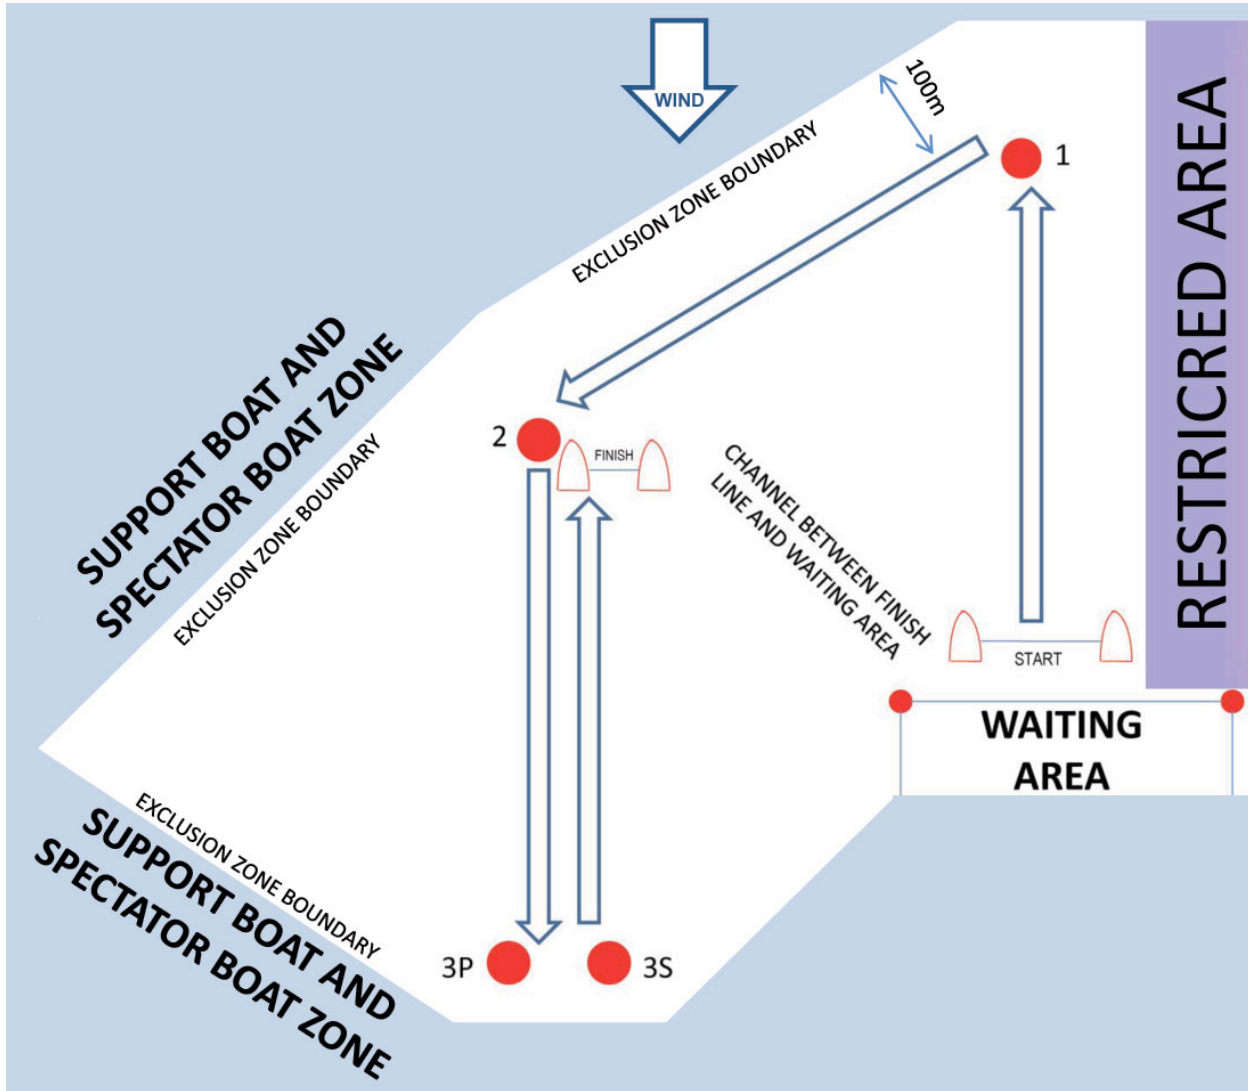 WIND
100m
1
EXCLUSION ZONE BOUNDARY
RESTRICRED AREA
SUPPORT BOAT AND
SPECTATOR BOAT ZONE
EXCLUSION ZONE BOUNDARY
2
FINISH
CHANNEL BETWEEN FINISH
LINE AND WAITING AREA
START
WAITING
AREA
EXCLUSION ZONE BOUNDARY
SUPPORT BOAT AND
SPECTATOR BOAT ZONE
3P
3S